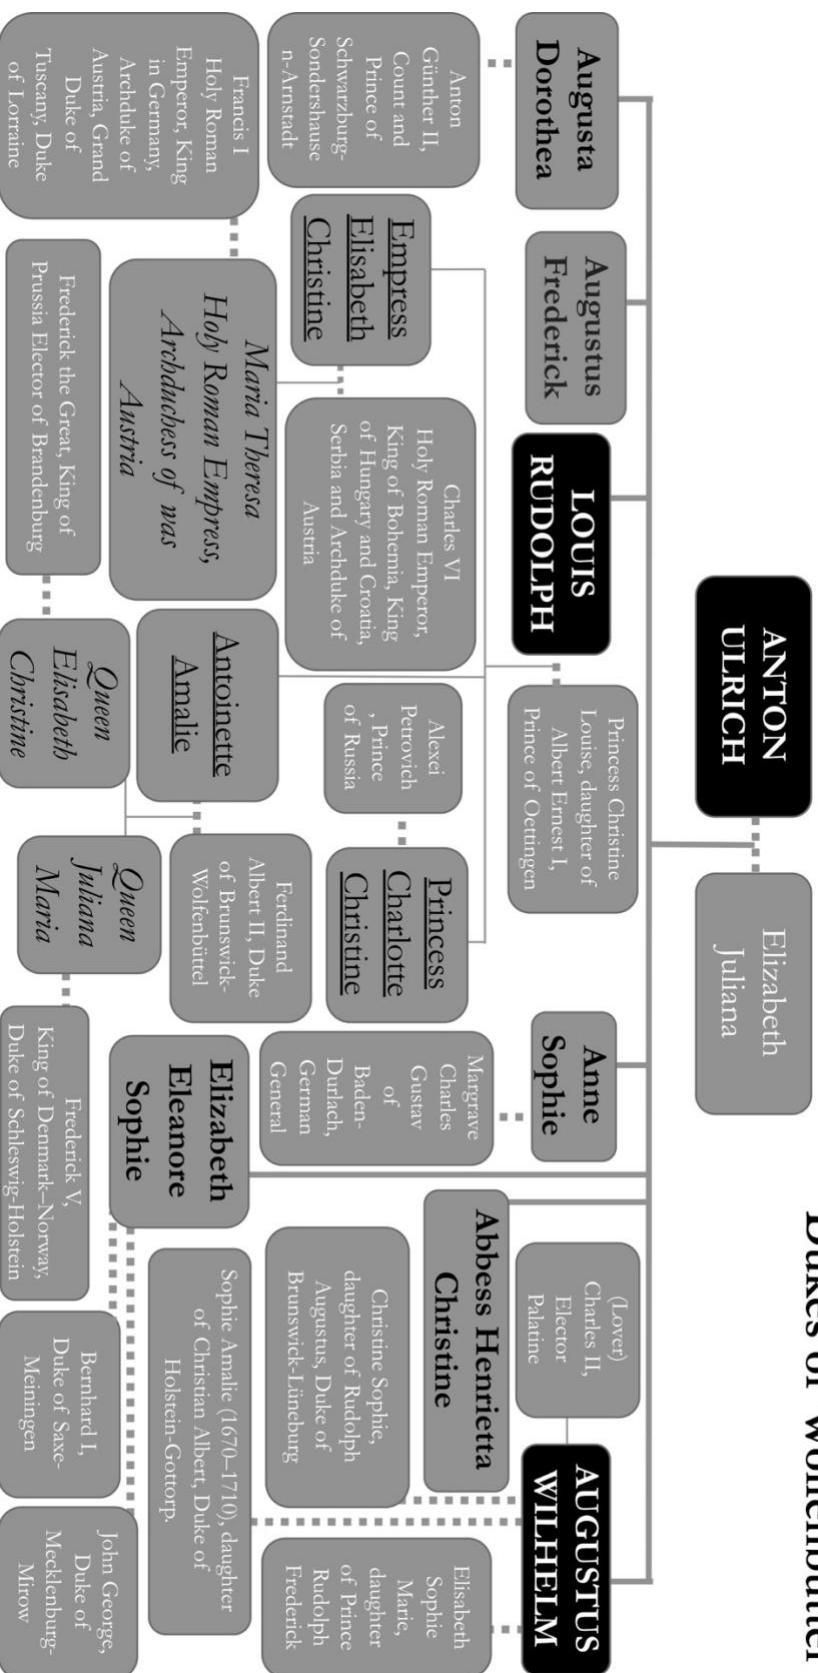 Dukes of Wolfenbüttel
ANTON
ULRICH
Elizabeth
Juliana
Augusta
Dorothea
Anton
Günther II,
Count and
Prince of
Schwarzburg-
Sondershause
n-Arnstadt
Augustus
Frederick
LOUIS
RUDOLPH
Princess Christine
Louise, daughter of
Albert Ernest I,
Prince of Oettingen
Anne
Sophie
Margrave
Charles
Gustav
of
Baden-
Durlach,
German
General
Elizabeth
Eleanore
Sophie
Abbess Henrietta
Christine
(Lover)
Charles II,
Elector
Palatine
AUGUSTUS
WILHELM
Christine Sophie,
daughter of Rudolph
Augustus, Duke of
Brunswick-Lüneburg
Sophie Amalie (1670–1710), daughter
of Christian Albert, Duke of
Holstein-Gottorp.
Elisabeth
Sophie
Marie,
daughter
of Prince
Rudolph
Frederick
Empress
Elisabeth
Christine
Charles VI
Holy Roman Emperor,
King of Bohemia, King
of Hungary and Croatia,
Serbia and Archduke of
Austria
Alexei
Petrovich
, Prince
of Russia
Princess
Charlotte
Christine
Francis I
Holy Roman
Emperor, King
in Germany,
Archduke of
Austria, Grand
Duke of
Tuscany, Duke
of Lorraine
Maria Theresa
Holy Roman Empress,
Archduchess of was
Austria
Antoinette
Amalie
Ferdinand
Albert II, Duke
of Brunswick-
Wolfenbüttel
Frederick the Great, King of
Prussia Elector of Brandenburg
Queen
Elisabeth
Christine
Queen
Juliana
Maria
Frederick V,
King of Denmark–Norway,
Duke of Schleswig-Holstein
Bernhard I,
Duke of Saxe-
Meiningen
John George,
Duke of
Mecklenburg-
Mirow